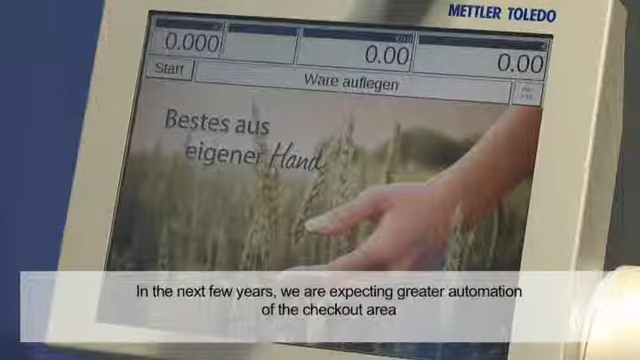 METTLER TOLEDO
0.000 0.00 0.00
Start Ware auflegen
Bestes aus
eigener Hand
In the next few years, we are expecting greater automation
of the checkout area